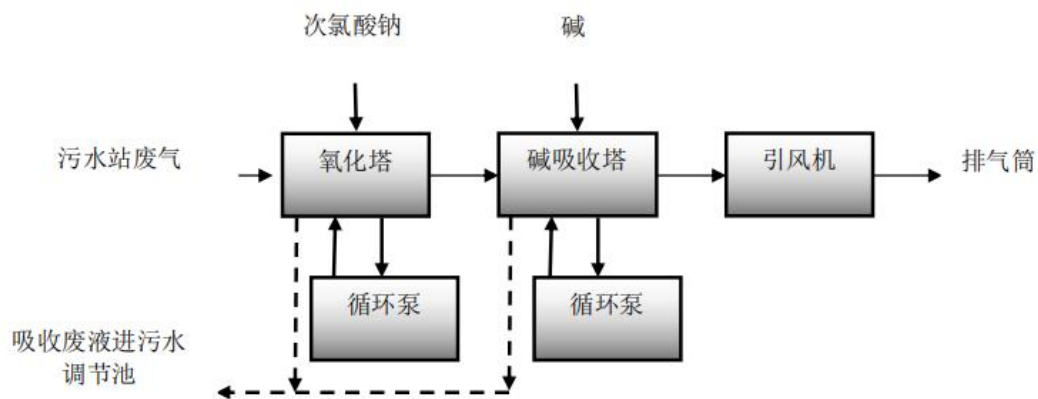 次氯酸钠
碱
污水站废气
氧化塔
碱吸收塔
引风机
排气筒
循环泵
循环泵
吸收废液进污水
调节池